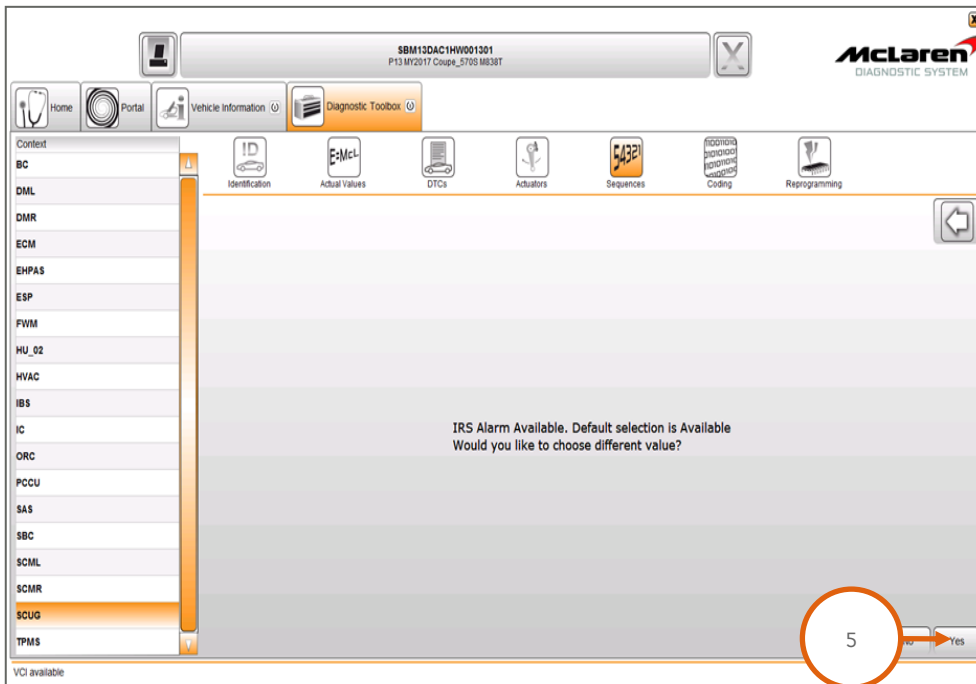 X
SBM13DAC1HW001301
P13 MY2017 Coupe_570S M838T
X
McLaren
DIAGNOSTIC SYSTEM
Home
Portal
Vehicle Information
Diagnostic Toolbox
Context
BC
DML
DMR
ECM
EHPAS
ESP
FWM
HU_02
HVAC
IBS
IC
ORC
PCCU
SAS
SBC
SCML
SCMR
SCUG
TPMS
ID
E=McL
54321
Identification
Actual Values
DTCs
Actuators
Sequences
Coding
Reprogramming
IRS Alarm Available. Default selection is Available
Would you like to choose different value?
5
Yes
VCI available